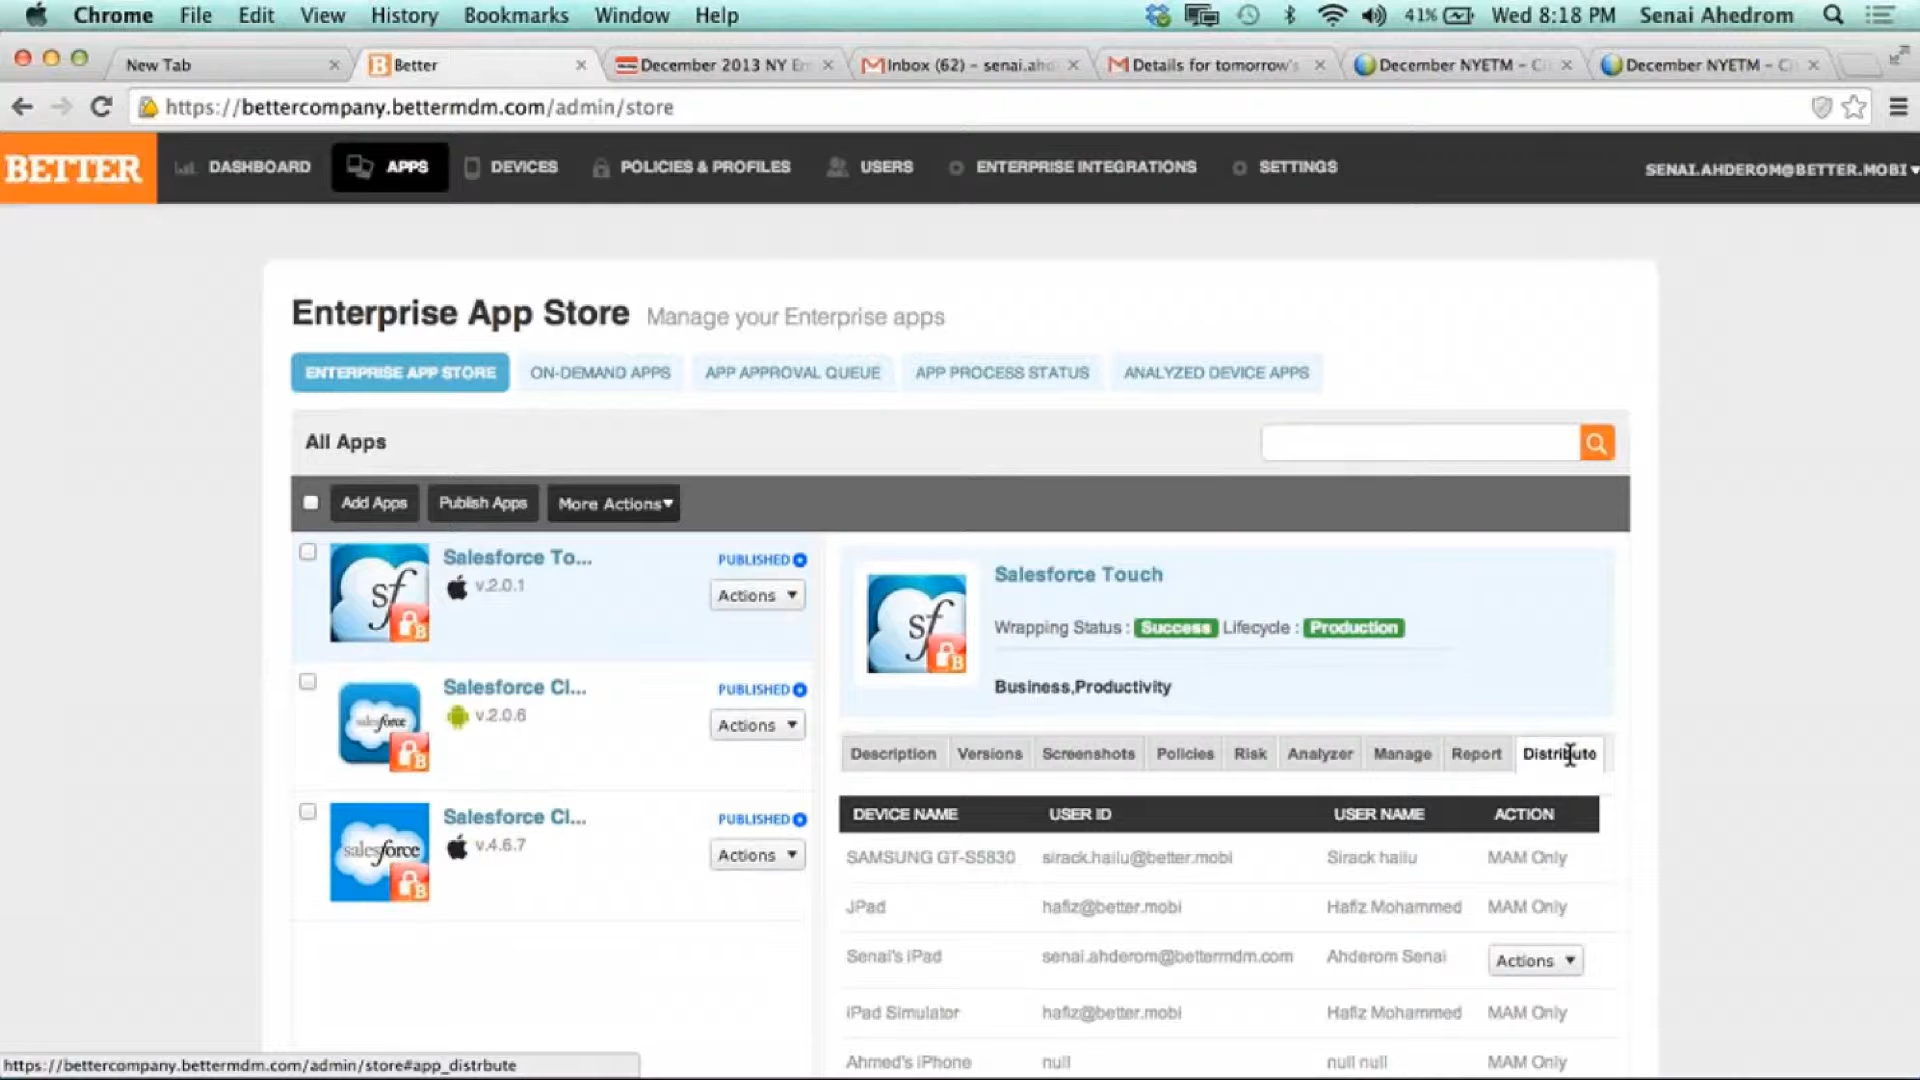 Chrome File Edit View History Bookmarks Window Help 41% Wed 8:18 PM Senai Ahedrom
New Tab Better December 2013 NY En Inbox (62) - senai.ahd Details for tomorrow's December NYETM - Ci December NYETM - Ci
https://bettercompany.bettermdm.com/admin/store
BETTER DASHBOARD APPS DEVICES POLICIES & PROFILES USERS ENTERPRISE INTEGRATIONS SETTINGS SENAI.AHDEROM@BETTER.MOBI
Enterprise App Store Manage your Enterprise apps
ENTERPRISE APP STORE ON-DEMAND APPS APP APPROVAL QUEUE APP PROCESS STATUS ANALYZED DEVICE APPS
All Apps
Add Apps Publish Apps More Actions
Salesforce To... PUBLISHED
v.2.0.1 Actions
sf B
Salesforce Cl... PUBLISHED
v.2.0.6 Actions
salesforce B
Salesforce Cl... PUBLISHED
v.4.6.7 Actions
salesforce B
Salesforce Touch
sf B
Wrapping Status : Success Lifecycle : Production
Business,Productivity
Description Versions Screenshots Policies Risk Analyzer Manage Report Distribute
DEVICE NAME USER ID USER NAME ACTION
SAMSUNG GT-S5830 sirack.hailu@better.mobi Sirack hailu MAM Only
JPad hafiz@better.mobi Hafiz Mohammed MAM Only
Senai's iPad senai.ahderom@bettermdm.com Ahderom Senai Actions
iPad Simulator hafiz@better.mobi Hafiz Mohammed MAM Only
Ahmed's iPhone null null null MAM Only
https://bettercompany.bettermdm.com/admin/store#app_distrbute